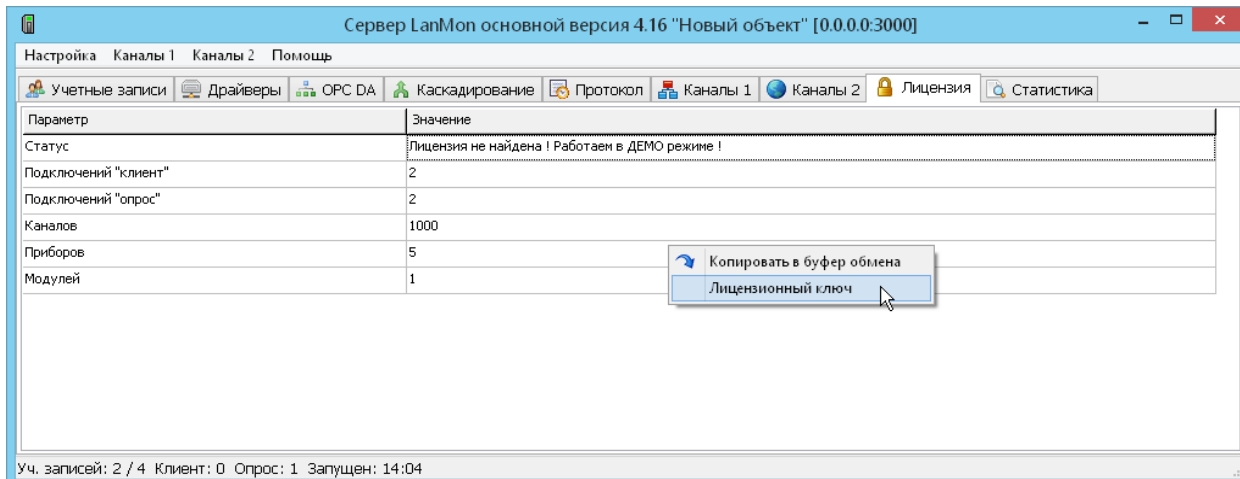 Сервер LanMon основной версия 4.16 "Новый объект" [0.0.0.0:3000]
Настройка Каналы 1 Каналы 2 Помощь
Учетные записи Драйверы OPC DA Каскадирование Протокол Каналы 1 Каналы 2 Лицензия Статистика
Параметр Значение
Статус Лицензия не найдена ! Работаем в ДЕМО режиме !
Подключений "клиент" 2
Подключений "опрос" 2
Каналов 1000
Приборов 5
Копировать в буфер обмена
Модулей 1
Лицензионный ключ
Уч. записей: 2 / 4 Клиент: 0 Опрос: 1 Запущен: 14:04